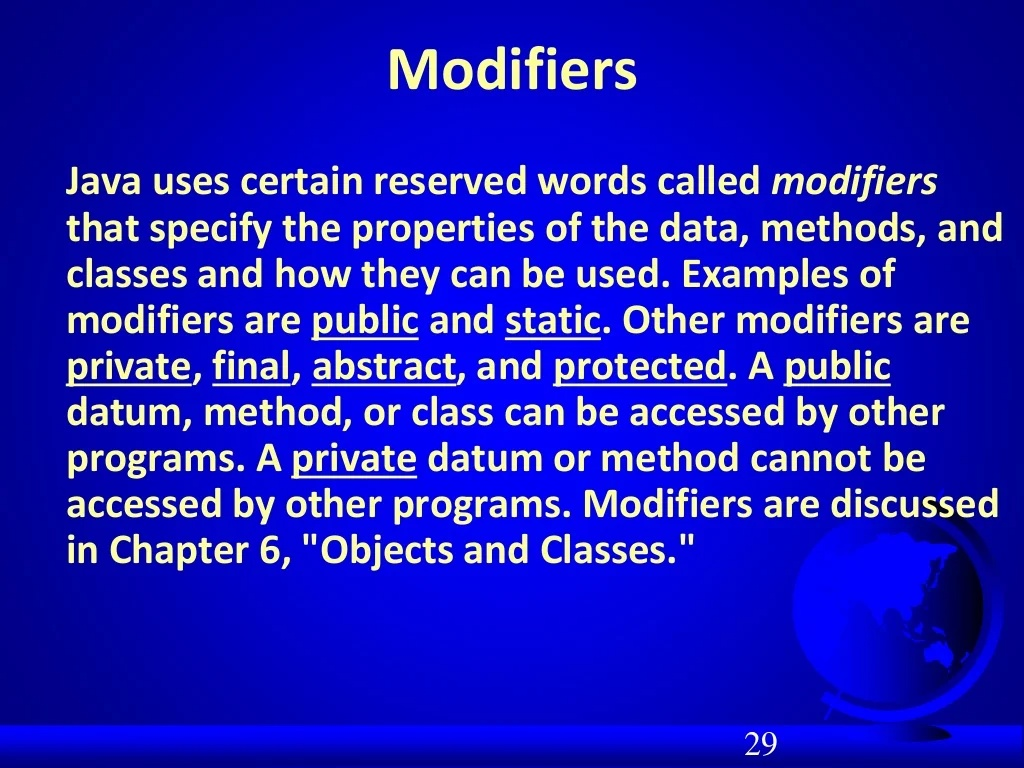 Modifiers
Java uses certain reserved words called modifiers
that specify the properties of the data, methods, and
classes and how they can be used. Examples of
modifiers are public and static. Other modifiers are
private, final, abstract, and protected. A public
datum, method, or class can be accessed by other
programs. A private datum or method cannot be
accessed by other programs. Modifiers are discussed
in Chapter 6, "Objects and Classes."
29